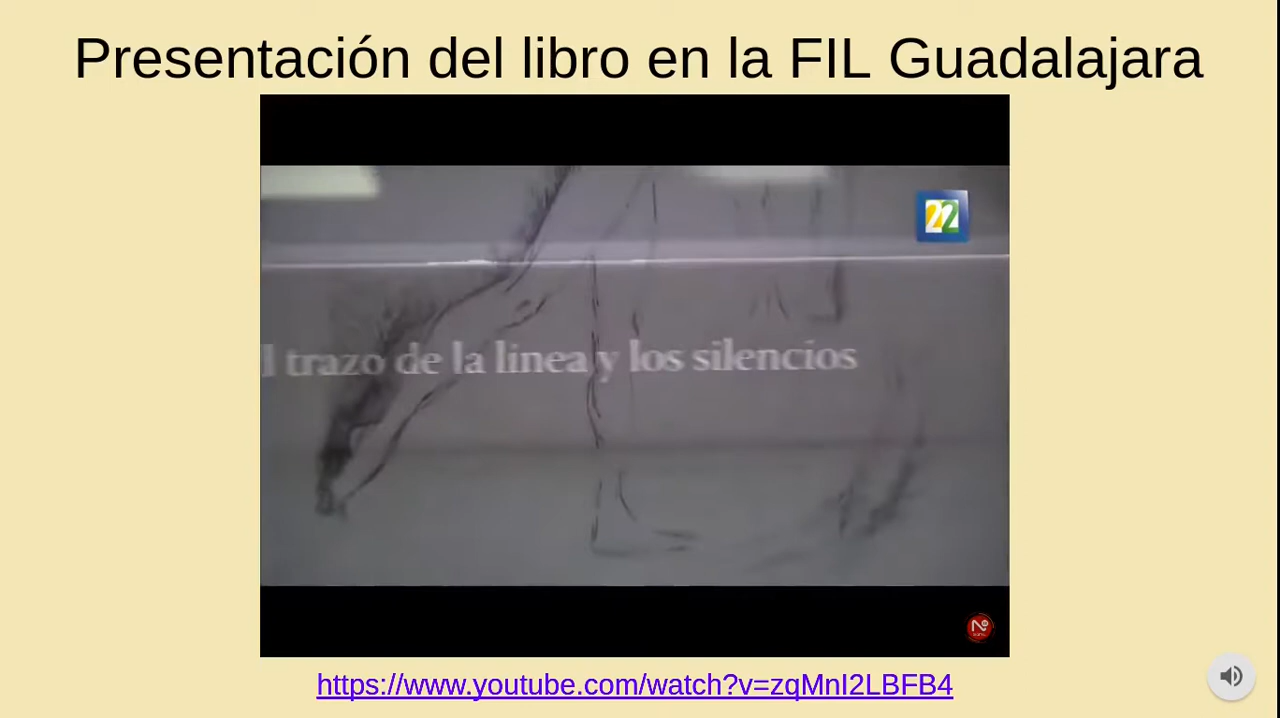 Presentación del libro en la FIL Guadalajara
22
l trazo de la linea y los silencios
https://www.youtube.com/watch?v=zqMnI2LBFB4